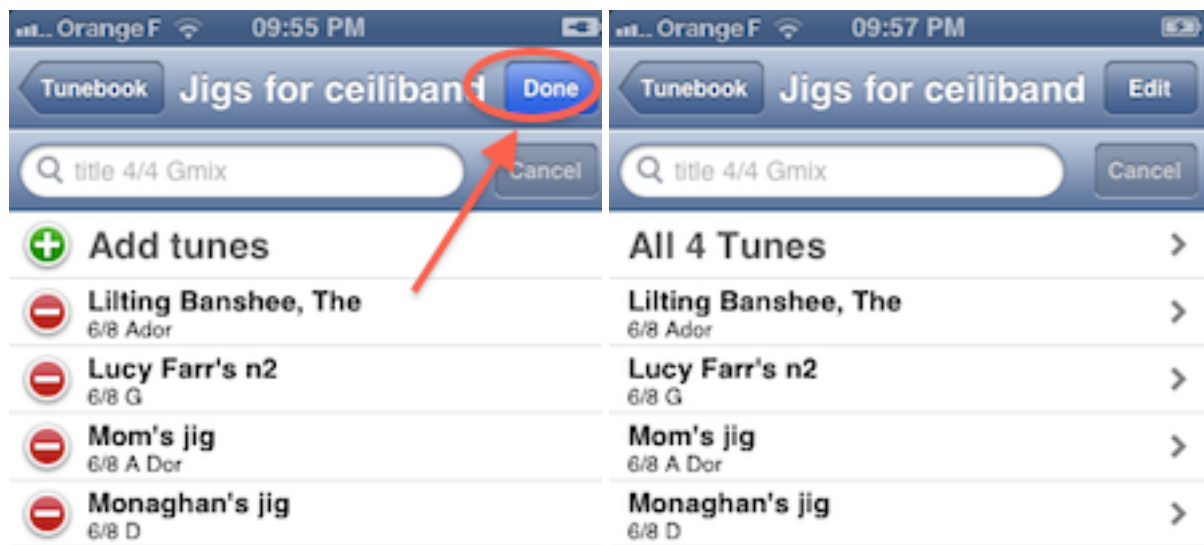 Orange F 09:55 PM
Tunebook Jigs for ceiliband Done
title 4/4 Gmix Cancel
Add tunes
Lilting Banshee, The
6/8 Ador
Lucy Farr's n2
6/8 G
Mom's jig
6/8 A Dor
Monaghan's jig
6/8 D
Orange F 09:57 PM
Tunebook Jigs for ceiliband Edit
title 4/4 Gmix Cancel
All 4 Tunes
Lilting Banshee, The
6/8 Ador
Lucy Farr's n2
6/8 G
Mom's jig
6/8 A Dor
Monaghan's jig
6/8 D